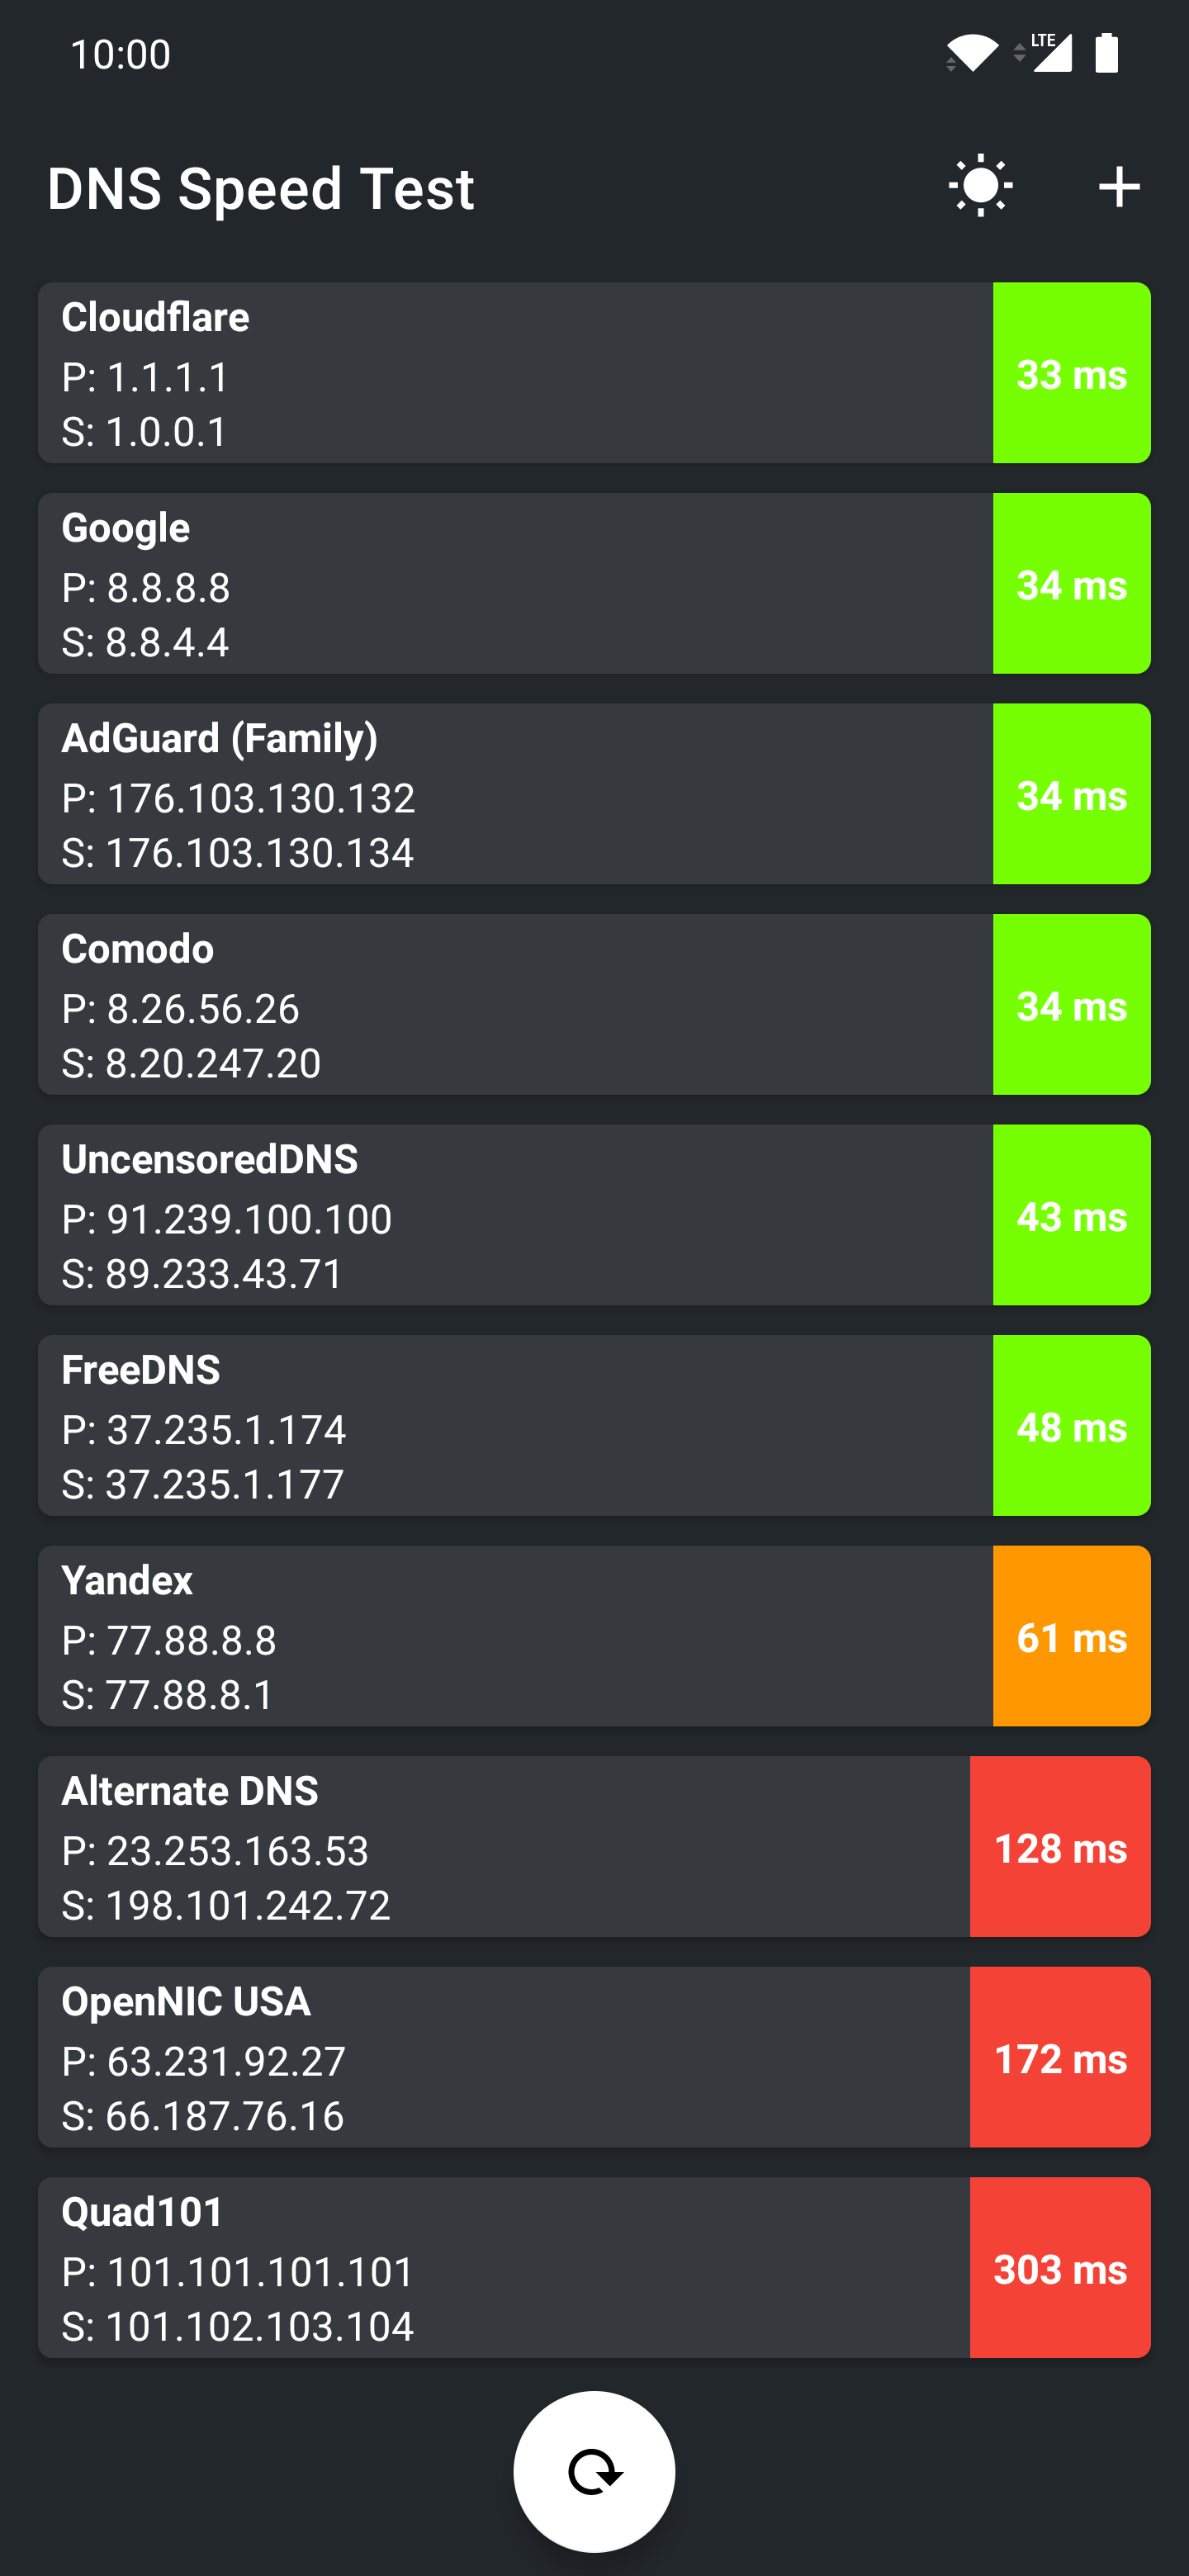 10:00
LTE
DNS Speed Test
Cloudflare
P: 1.1.1.1
S: 1.0.0.1
33 ms
Google
P: 8.8.8.8
S: 8.8.4.4
34 ms
AdGuard (Family)
P: 176.103.130.132
S: 176.103.130.134
34 ms
Comodo
P: 8.26.56.26
S: 8.20.247.20
34 ms
UncensoredDNS
P: 91.239.100.100
S: 89.233.43.71
43 ms
FreeDNS
P: 37.235.1.174
S: 37.235.1.177
48 ms
Yandex
P: 77.88.8.8
S: 77.88.8.1
61 ms
Alternate DNS
P: 23.253.163.53
S: 198.101.242.72
128 ms
OpenNIC USA
P: 63.231.92.27
S: 66.187.76.16
172 ms
Quad101
P: 101.101.101.101
S: 101.102.103.104
303 ms